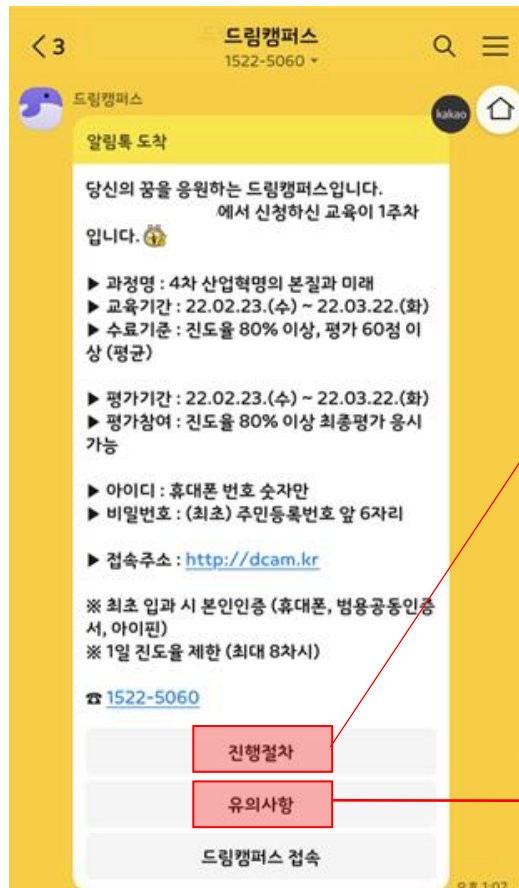 < 3
드림캠퍼스
1522-5060
드림캠퍼스
kakao
알림톡 도착
당신의 꿈을 응원하는 드림캠퍼스입니다.
에서 신청하신 교육이 1주차
입니다.
▶ 과정명 : 4차 산업혁명의 본질과 미래
▶ 교육기간 : 22.02.23.(수) ~ 22.03.22.(화)
▶ 수료기준 : 진도율 80% 이상, 평가 60점 이
상 (평균)
▶ 평가기간 : 22.02.23.(수) ~ 22.03.22.(화)
▶ 평가참여 : 진도율 80% 이상 최종평가 응시
가능
▶ 아이디 : 휴대폰 번호 숫자만
▶ 비밀번호 : (최초) 주민등록번호 앞 6자리
▶ 접속주소 : http://dcam.kr
※ 최초 입과 시 본인인증 (휴대폰, 범용공동인증
서, 아이핀)
※ 1일 진도율 제한 (최대 8차시)
☎ 1522-5060
진행절차
유의사항
드림캠퍼스 접속
오후 1:07